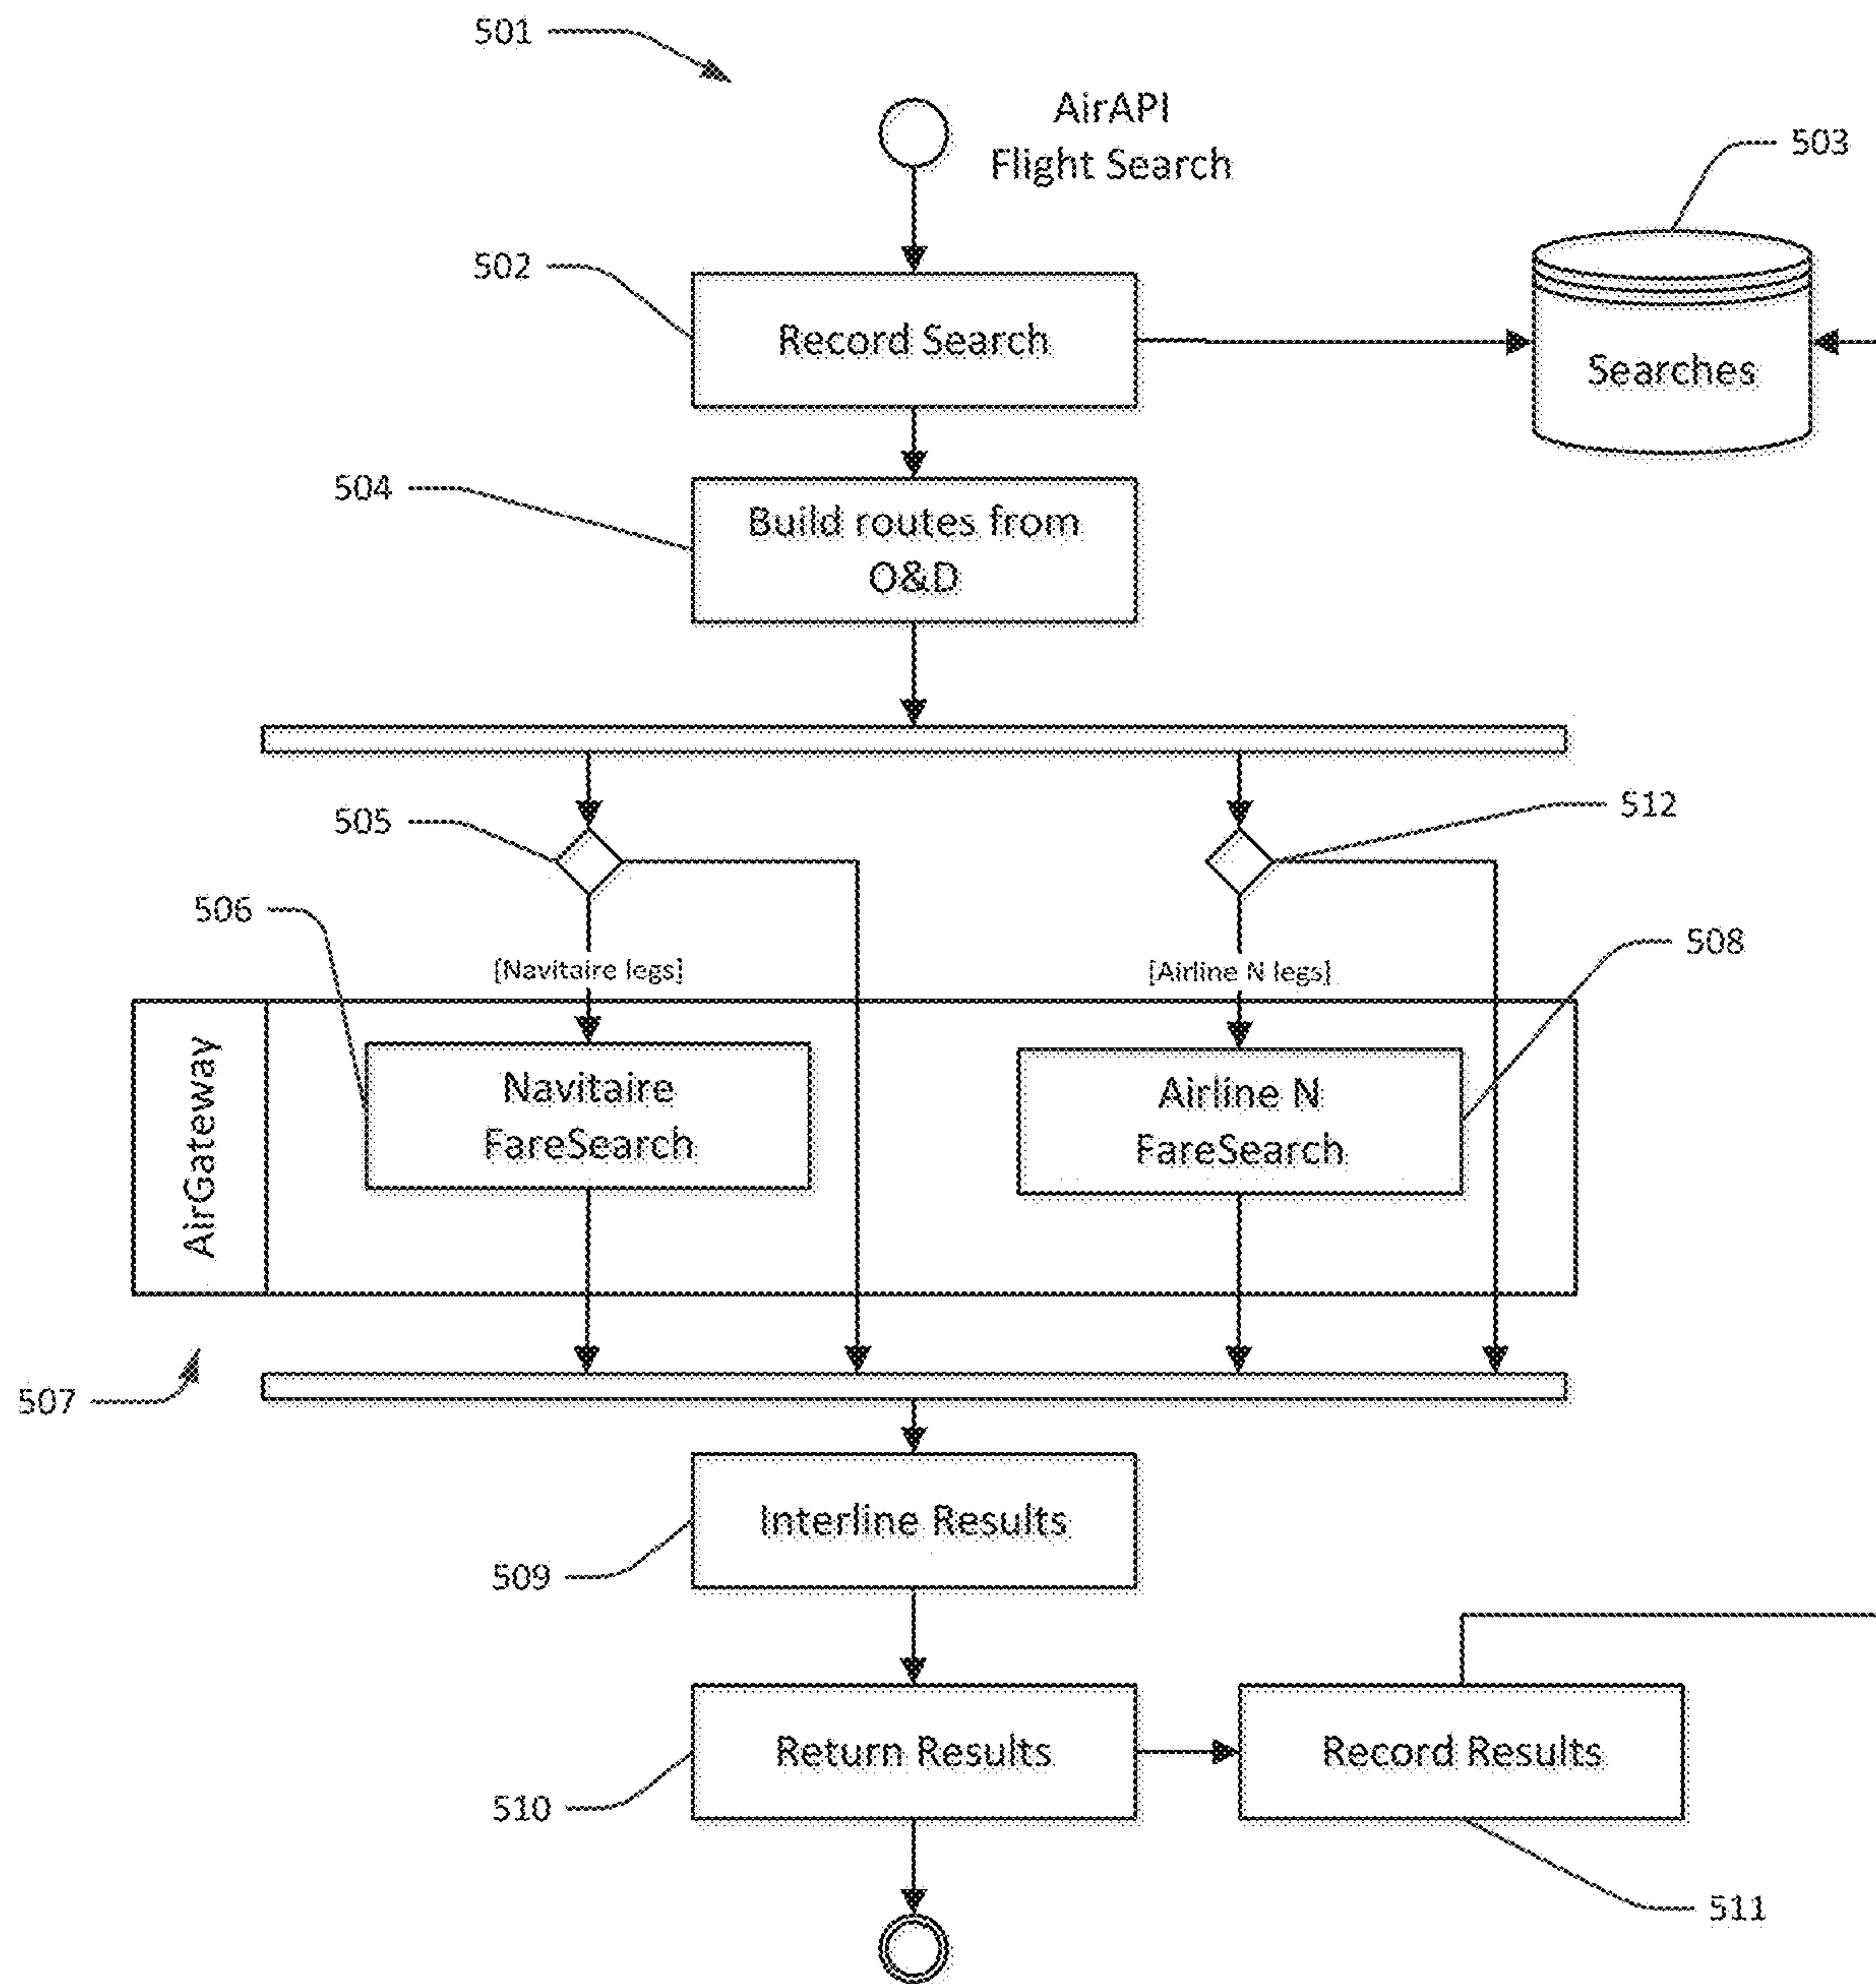 501
AirAPI
Flight Search
503
502
Record Search
Searches
504
Build routes from
O&D
505
512
506
[Navitaire legs]
[Airline N legs]
508
AirGateway
Navitaire
FareSearch
Airline N
FareSearch
507
Interline Results
509
Return Results
Record Results
510
511